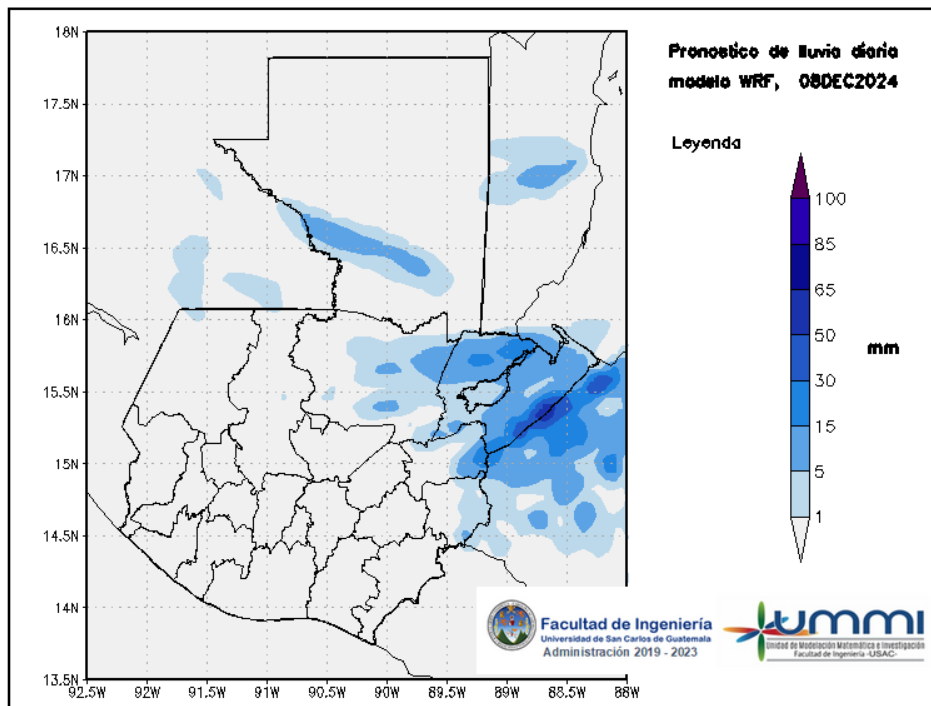 18N
17.5N
17N
16.5N
16N
15.5N
15N
14.5N
14N
13.5N
92.5W
92W
91.5W
91W
90.5W
90W
89.5W
89W
88.5W
88W
Pronostico de lluvia diaria
modelo WRF, 08DEC2024
Leyenda
100
85
65
50
30
15
5
1
mm
Facultad de Ingeniería
Universidad de San Carlos de Guatemala
Administración 2019 - 2023
ummi
Unidad de Modelación Matemática e Investigación
Facultad de Ingeniería -USAC-